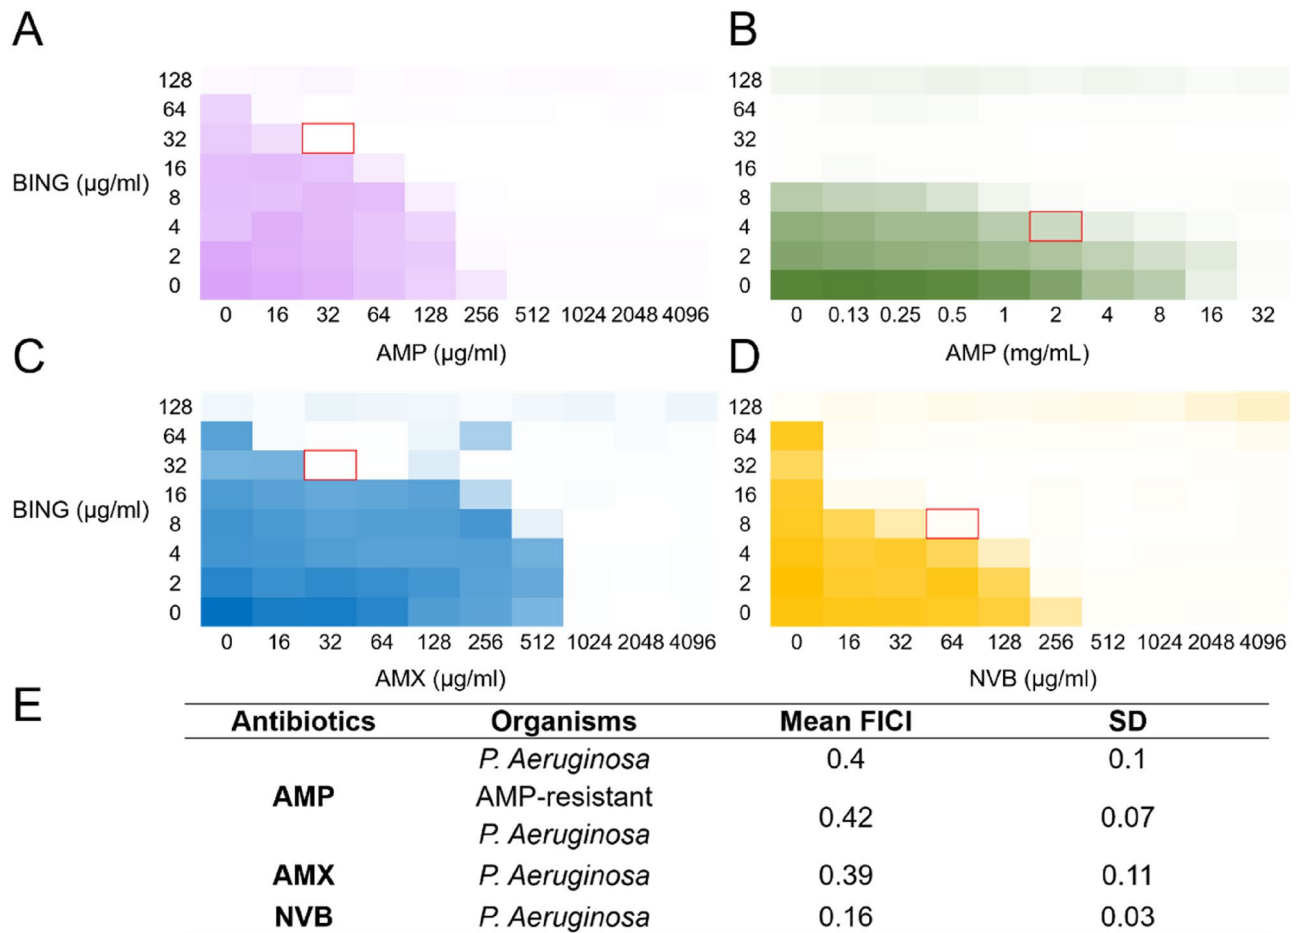 A
B
128
64
32
16
8
4
2
0
BING (µg/ml)
0 16 32 64 128 256 512 1024 2048 4096
AMP (µg/ml)
128
64
32
16
8
4
2
0
0 0.13 0.25 0.5 1 2 4 8 16 32
AMP (mg/mL)
C
D
128
64
32
16
8
4
2
0
BING (µg/ml)
0 16 32 64 128 256 512 1024 2048 4096
AMX (µg/ml)
128
64
32
16
8
4
2
0
0 16 32 64 128 256 512 1024 2048 4096
NVB (µg/ml)
E
Antibiotics Organisms Mean FICI SD
AMP P. Aeruginosa 0.4 0.1
AMP-resistant
P. Aeruginosa 0.42 0.07
AMX P. Aeruginosa 0.39 0.11
NVB P. Aeruginosa 0.16 0.03